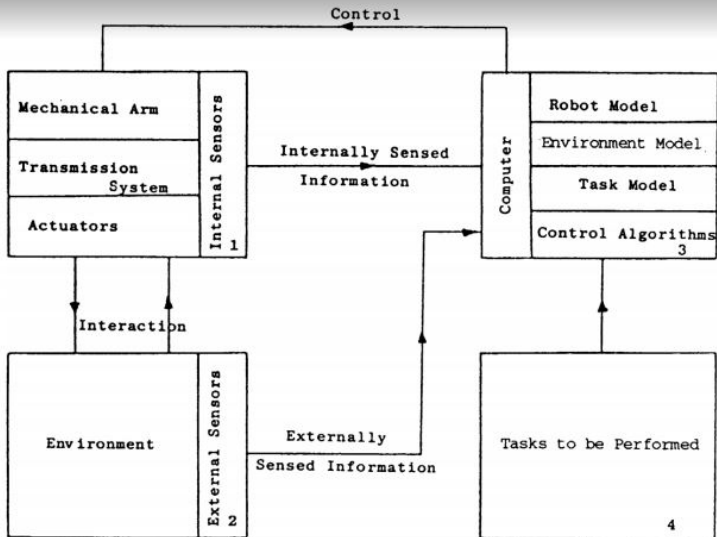 Control
Mechanical Arm
Transmission
System
Actuators
Internal Sensors
1
Internally Sensed
Information
Computer
Robot Model
Environment Model
Task Model
Control Algorithms
3
Interaction
Environment
External Sensors
2
Externally
Sensed Information
Tasks to be Performed
4